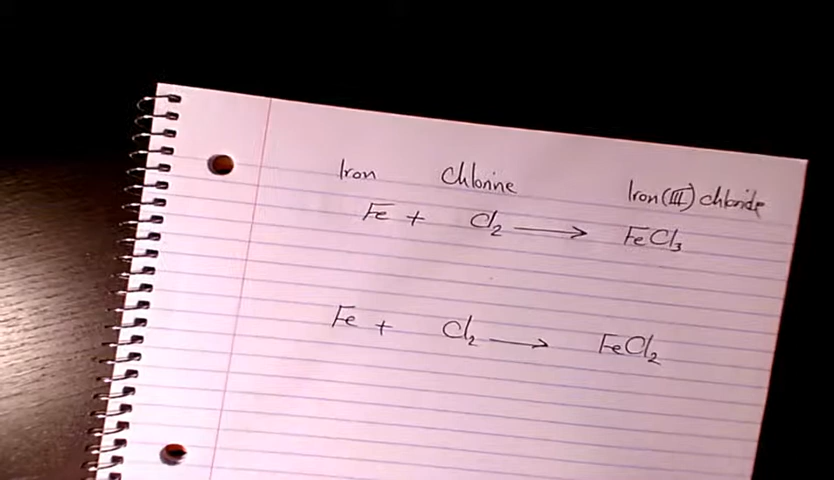 Iron chlorine Iron(III) chloride
Fe + Cl₂ → FeCl₃
Fe + Cl₂ → FeCl₂